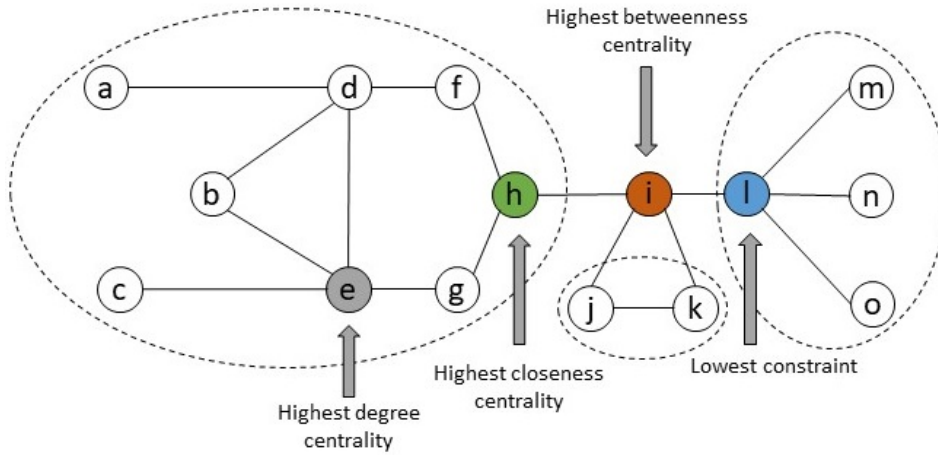 Highest betweenness
centrality
a
d
f
m
b
h
i
l
n
c
e
g
j
k
o
Highest degree
centrality
Highest closeness
centrality
Lowest constraint